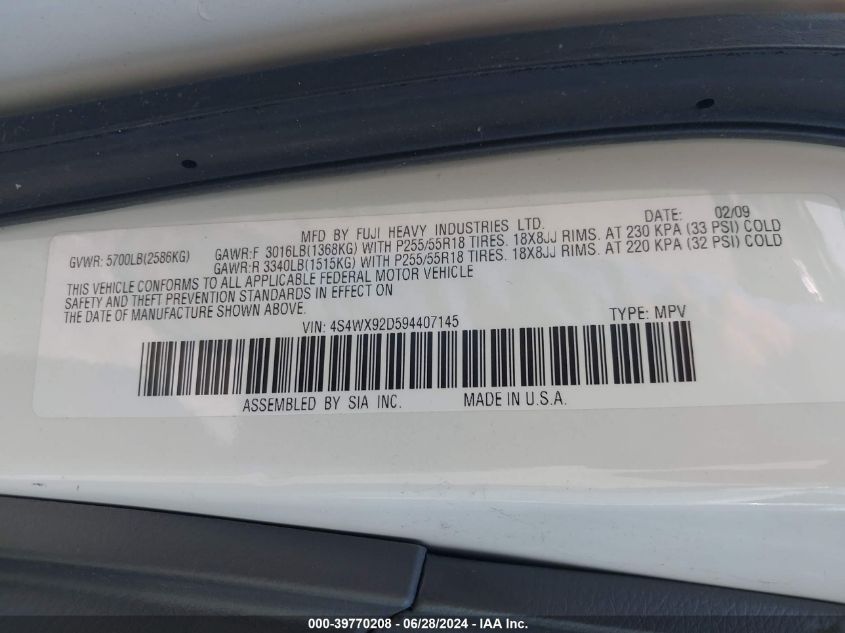 MFD BY FUJI HEAVY INDUSTRIES LTD. DATE: 02/09
GVWR: 5700LB(2586KG) GAWR:F 3016LB(1368KG) WITH P255/55R18 TIRES. 18X8JJ RIMS. AT 230 KPA (33 PSI) COLD
GAWR:R 3340LB(1515KG) WITH P255/55R18 TIRES. 18X8JJ RIMS. AT 220 KPA (32 PSI) COLD
THIS VEHICLE CONFORMS TO ALL APPLICABLE FEDERAL MOTOR VEHICLE
SAFETY AND THEFT PREVENTION STANDARDS IN EFFECT ON
THE DATE OF MANUFACTURE SHOWN ABOVE.
VIN: 4S4WX92D594407145 TYPE: MPV
ASSEMBLED BY SIA INC. MADE IN U.S.A.
000-39770208 - 06/28/2024 - IAA Inc.